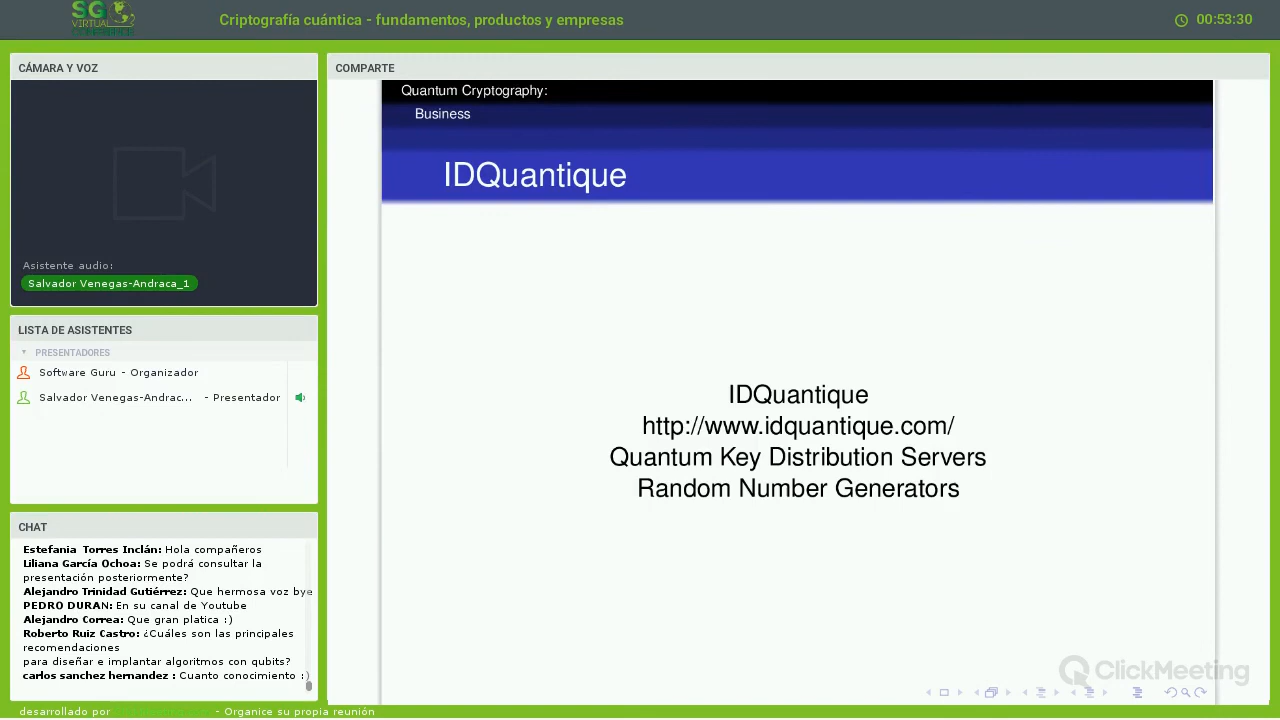 SG
VIRTUAL
Criptografía cuántica - fundamentos, productos y empresas
00:53:30
CÁMARA Y VOZ
Asistente audio:
Salvador Venegas-Andraca_1
LISTA DE ASISTENTES
PRESENTADORES
Software Guru - Organizador
Salvador Venegas-Andrac... - Presentador
CHAT
Estefania Torres Inclán: Hola compañeros
Liliana García Ochoa: Se podrá consultar la
presentación posteriormente?
Alejandro Trinidad Gutiérrez: Que hermosa voz bye
PEDRO DURAN: En su canal de Youtube
Alejandro Correa: Que gran platica :)
Roberto Ruiz Castro: ¿Cuáles son las principales
recomendaciones
para diseñar e implantar algoritmos con qubits?
carlos sanchez hernandez : Cuanto conocimiento :)
COMPARTE
Quantum Cryptography:
Business
IDQuantique
IDQuantique
http://www.idquantique.com/
Quantum Key Distribution Servers
Random Number Generators
ClickMeeting
desarrollado por - Organice su propia reunión